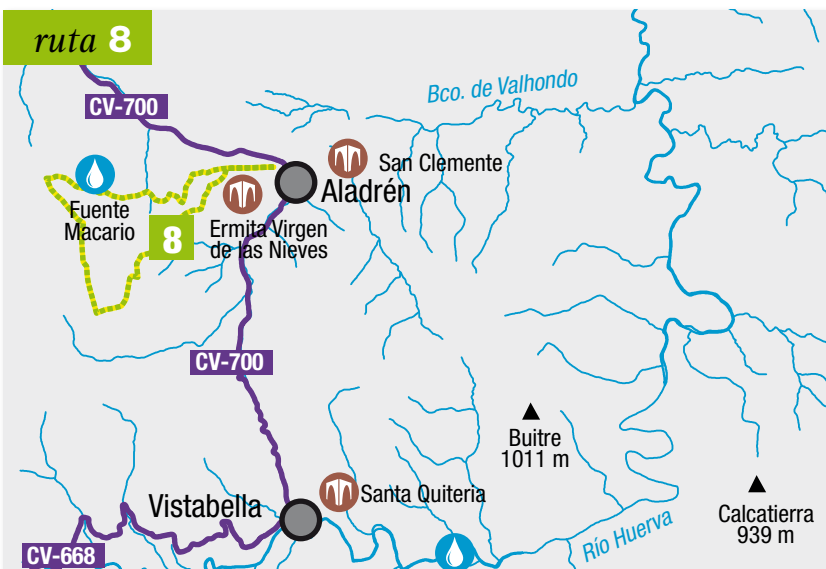 ruta 8
CV-700
Bco. de Valhondo
San Clemente
Aladrén
Fuente
Macario
8
Ermita Virgen
de las Nieves
CV-700
Buitre
1011 m
Vistabella
Santa Quiteria
Calcatierra
939 m
Río Huerva
CV-668